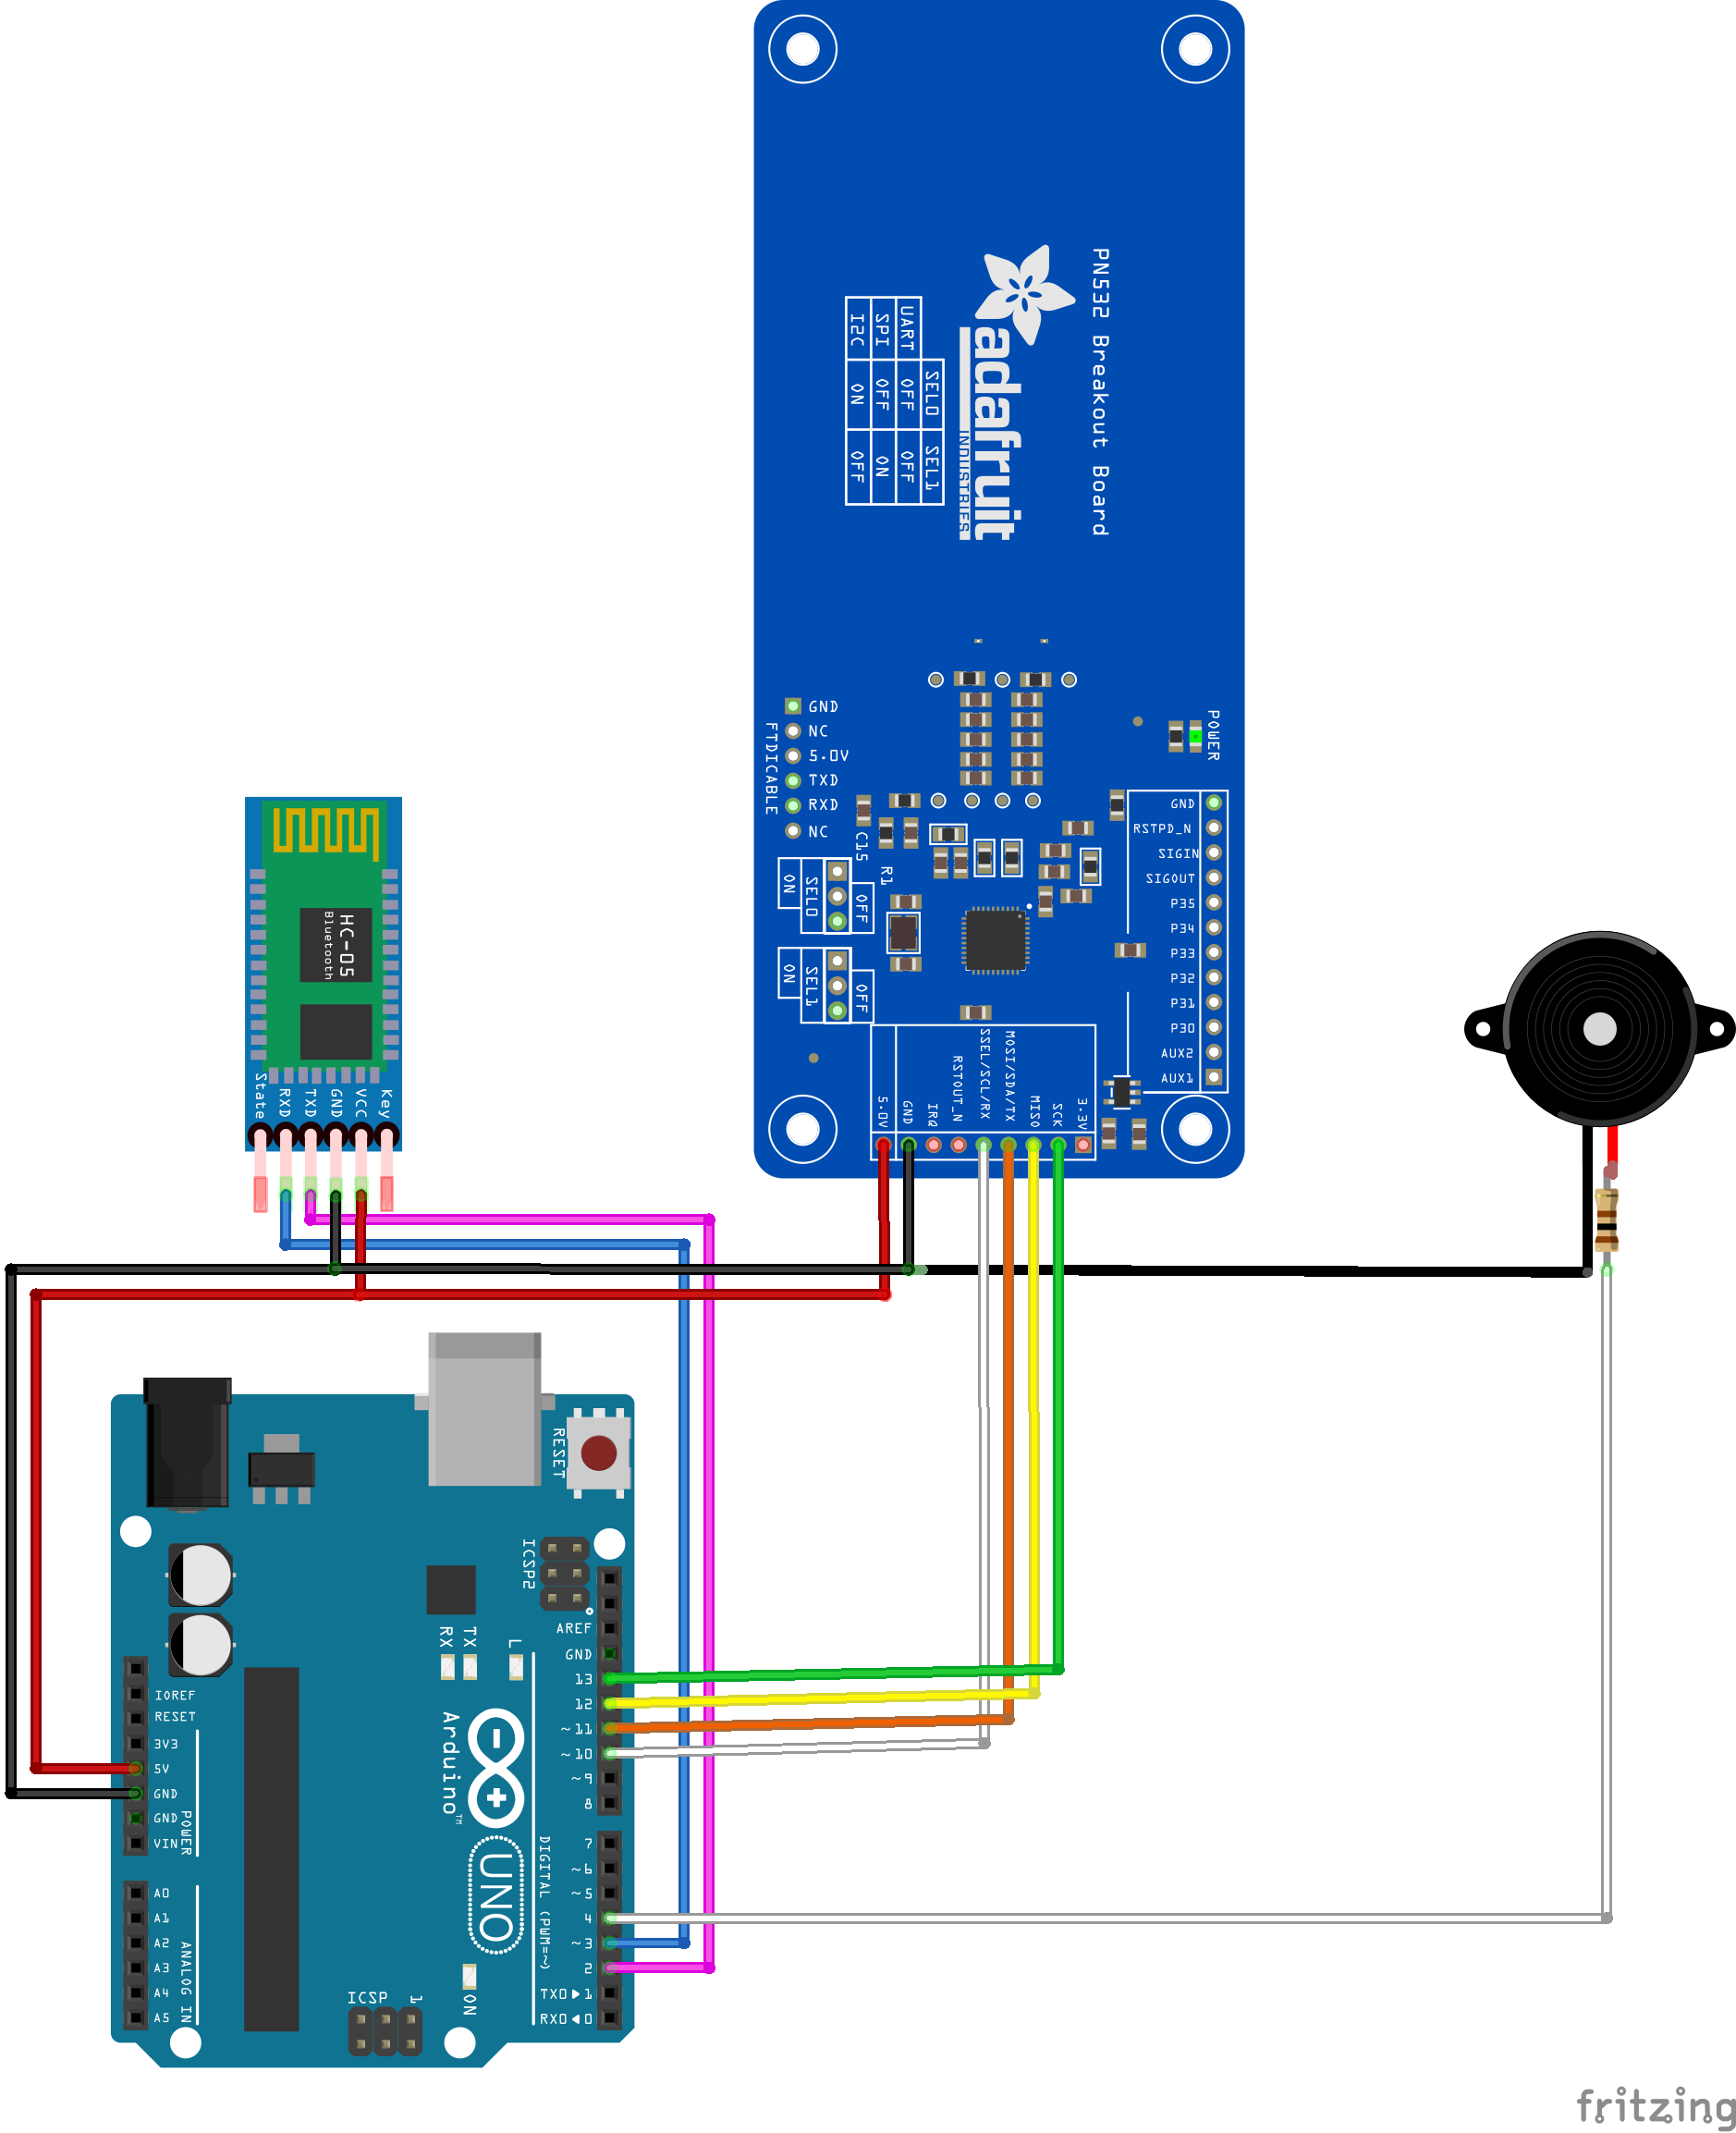 PN532 Breakout Board
adafruit
INDUSTRIES
SEL0 SEL1
UART OFF OFF
SPI OFF ON
I2C ON OFF
POWER
FTDICABLE
GND
NC
5.0V
TXD
RXD
NC
C15
R1
ON
SEL0
OFF
ON
SEL1
OFF
GND
RSTPD_N
SIGIN
SIGOUT
P35
P34
P33
P32
P31
P30
AUX2
AUX1
5.0V
GND
IRQ
RSTOUT_N
SSEL/SCL/RX
MOSI/SDA/TX
MISO
SCK
3.3V
HC-05
Bluetooth
State
RXD
TXD
GND
VCC
Key
RESET
ICSP2
RX
TX
L
AREF
GND
13
12
~11
~10
~9
8
7
~6
~5
4
~3
2
TX0▶1
RX0◀0
DIGITAL (PWM=~)
IOREF
RESET
3V3
5V
GND
GND
VIN
POWER
A0
A1
A2
A3
A4
A5
ANALOG IN
Arduino™
UNO
ON
ICSP
1
fritzing